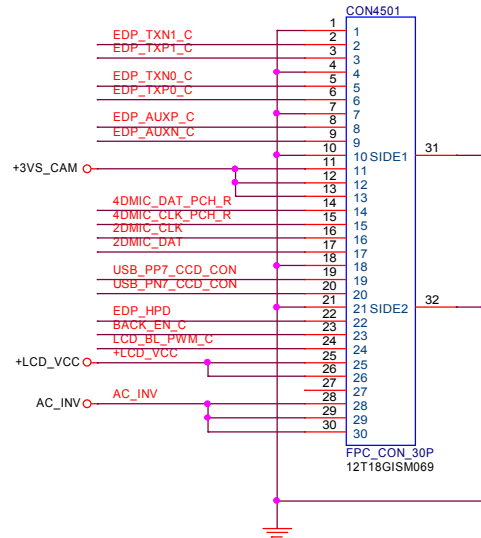 CON4501
1 1
EDP_TXN1_C 2 2
EDP_TXP1_C 3 3
4 4
EDP_TXN0_C 5 5
EDP_TXP0_C 6 6
7 7
EDP_AUXP_C 8 8
EDP_AUXN_C 9 9
10 10 SIDE1 31
+3VS_CAM 11 11
12 12
13 13
4DMIC_DAT_PCH_R 14 14
4DMIC_CLK_PCH_R 15 15
2DMIC_CLK 16 16
2DMIC_DAT 17 17
18 18
USB_PP7_CCD_CON 19 19
USB_PN7_CCD_CON 20 20
21 21 SIDE2 32
EDP_HPD 22 22
BACK_EN_C 23 23
LCD_BL_PWM_C 24 24
+LCD_VCC +LCD_VCC 25 25
26 26
27 27
AC_INV AC_INV 28 28
29 29
30 30
FPC_CON_30P
12T18GISM069